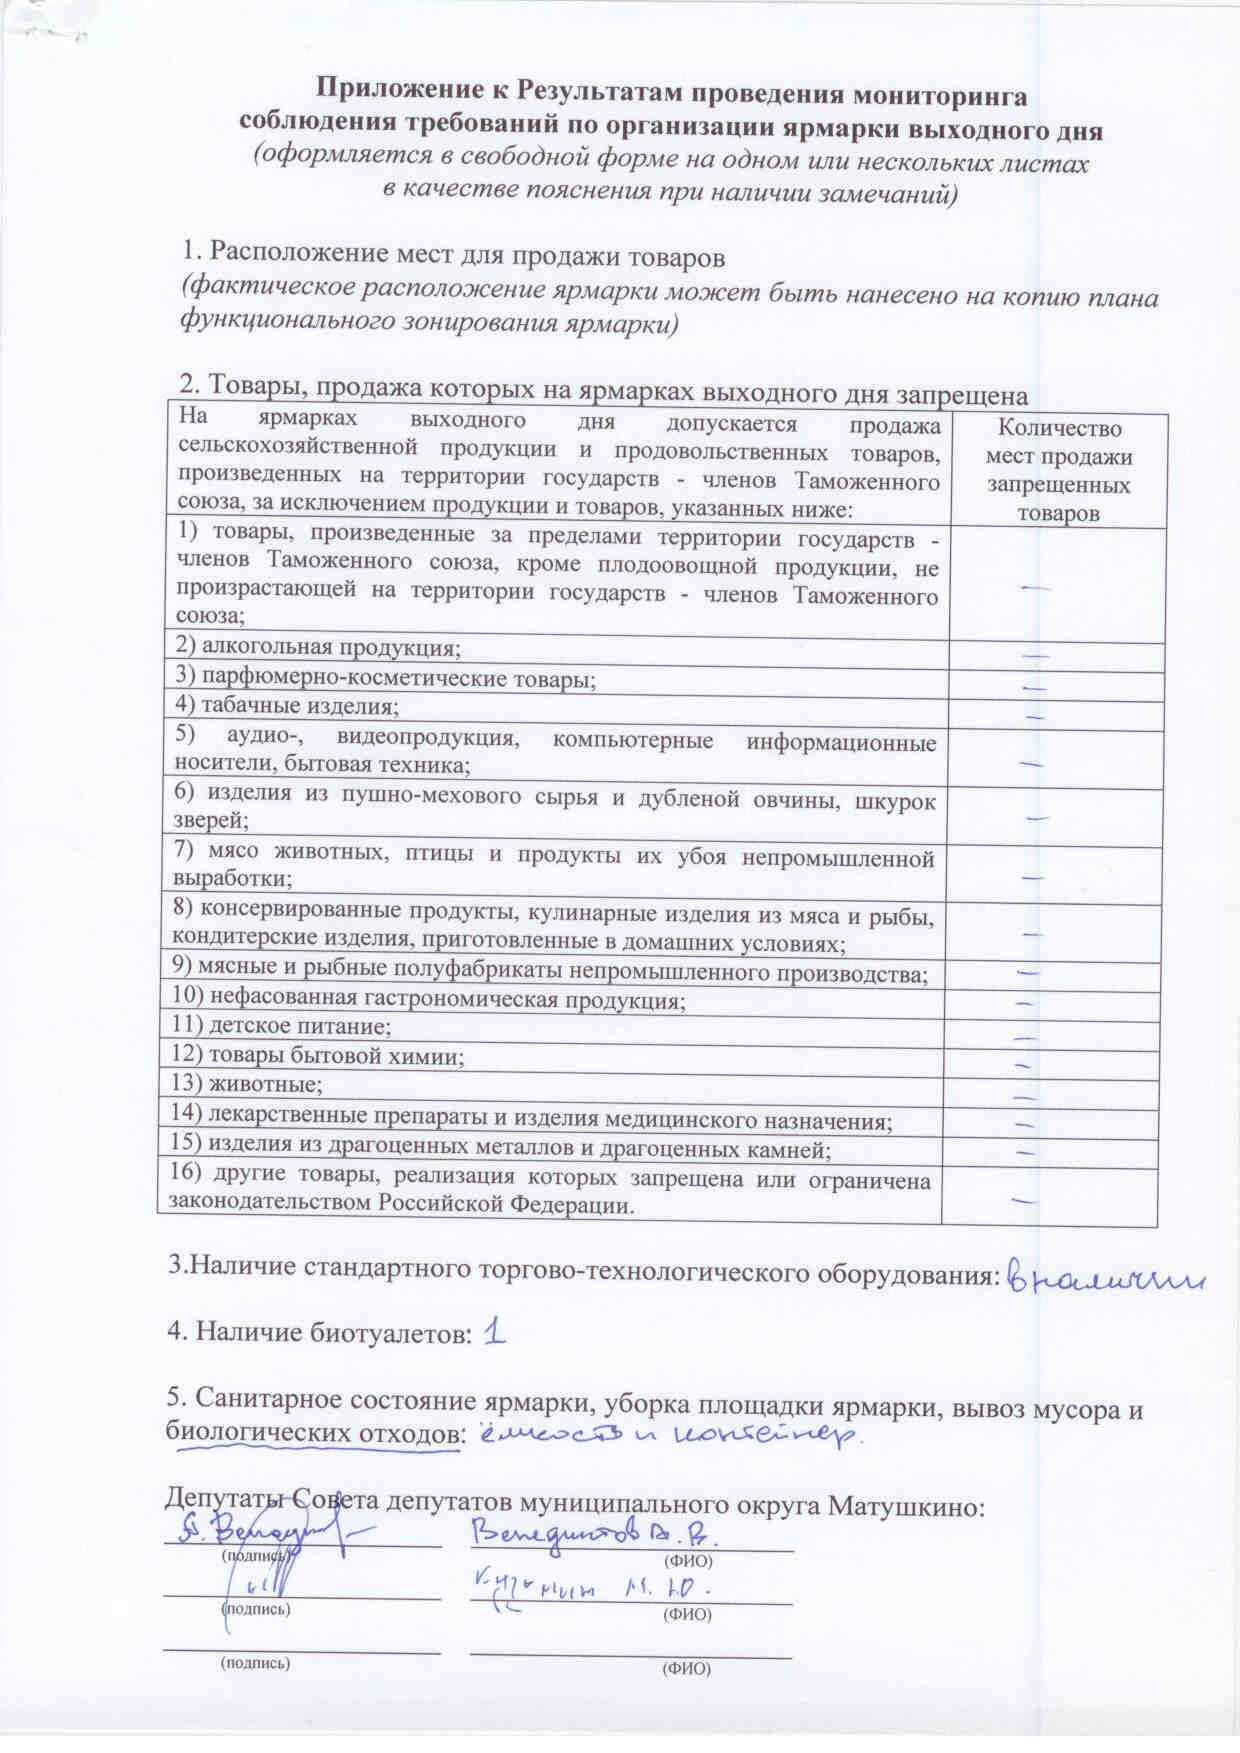 Приложение к Результатам проведения мониторинга
соблюдения требований по организации ярмарки выходного дня
(оформляется в свободной форме на одном или нескольких листах
в качестве пояснения при наличии замечаний)
1. Расположение мест для продажи товаров
(фактическое расположение ярмарки может быть нанесено на копию плана
функционального зонирования ярмарки)
2. Товары, продажа которых на ярмарках выходного дня запрещена
На ярмарках выходного дня допускается продажа
сельскохозяйственной продукции и продовольственных товаров,
произведенных на территории государств - членов Таможенного
союза, за исключением продукции и товаров, указанных ниже:
Количество
мест продажи
запрещенных
товаров
1) товары, произведенные за пределами территории государств -
членов Таможенного союза, кроме плодоовощной продукции, не
произрастающей на территории государств - членов Таможенного
союза;
—
2) алкогольная продукция;
—
3) парфюмерно-косметические товары;
—
4) табачные изделия;
—
5) аудио-, видеопродукция, компьютерные информационные
носители, бытовая техника;
—
6) изделия из пушно-мехового сырья и дубленой овчины, шкурок
зверей;
—
7) мясо животных, птицы и продукты их убоя непромышленной
выработки;
—
8) консервированные продукты, кулинарные изделия из мяса и рыбы,
кондитерские изделия, приготовленные в домашних условиях;
—
9) мясные и рыбные полуфабрикаты непромышленного производства;
—
10) нефасованная гастрономическая продукция;
—
11) детское питание;
—
12) товары бытовой химии;
—
13) животные;
—
14) лекарственные препараты и изделия медицинского назначения;
—
15) изделия из драгоценных металлов и драгоценных камней;
—
16) другие товары, реализация которых запрещена или ограничена
законодательством Российской Федерации.
—
3.Наличие стандартного торгово-технологического оборудования: в наличии
4. Наличие биотуалетов: 1
5. Санитарное состояние ярмарки, уборка площадки ярмарки, вывоз мусора и
биологических отходов: ёмкость и контейнер.
Депутаты Совета депутатов муниципального округа Матушкино:
Бенедиктов А. В.
(подпись) (ФИО)
М. Ю.
(подпись) (ФИО)
(подпись) (ФИО)